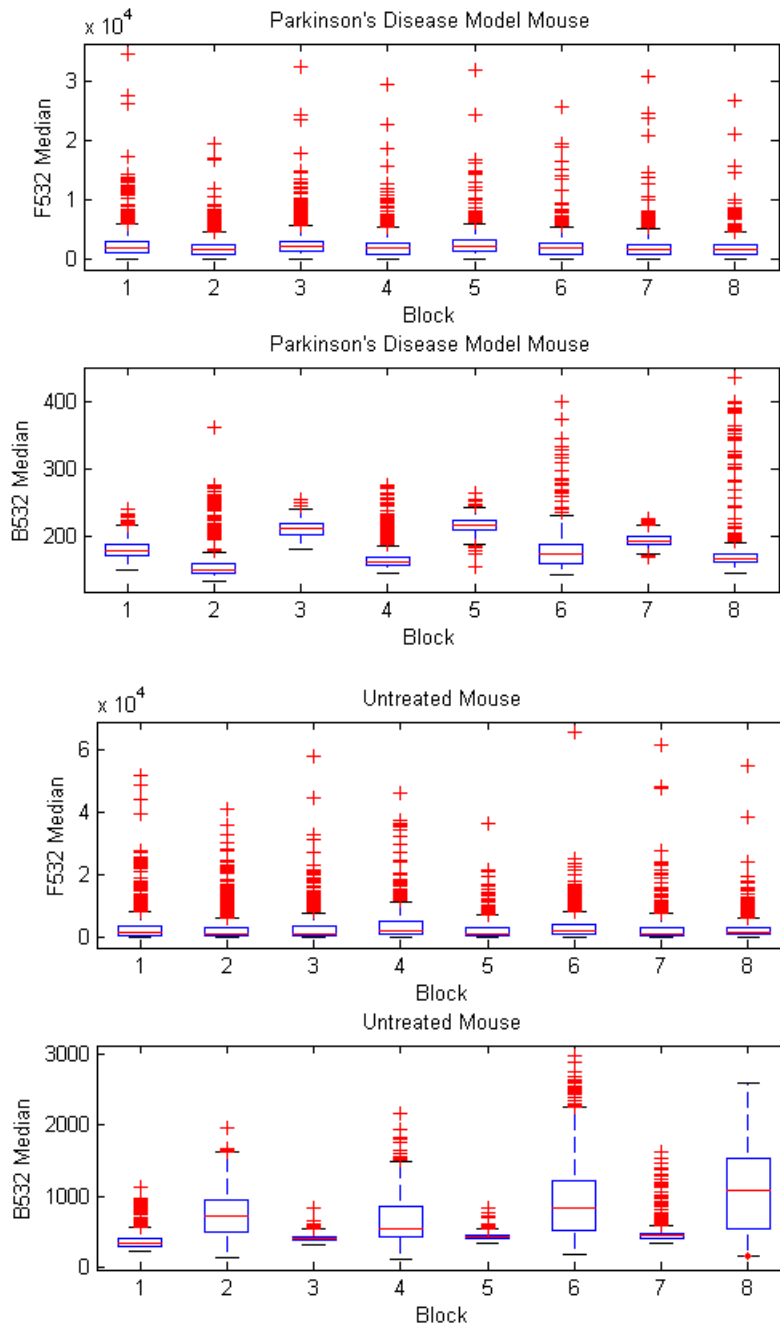 Parkinson's Disease Model Mouse
x 10^4
3
2
1
0
F532 Median
1 2 3 4 5 6 7 8
Block
Parkinson's Disease Model Mouse
400
300
200
B532 Median
1 2 3 4 5 6 7 8
Block
Untreated Mouse
x 10^4
6
4
2
0
F532 Median
1 2 3 4 5 6 7 8
Block
Untreated Mouse
3000
2000
1000
0
B532 Median
1 2 3 4 5 6 7 8
Block